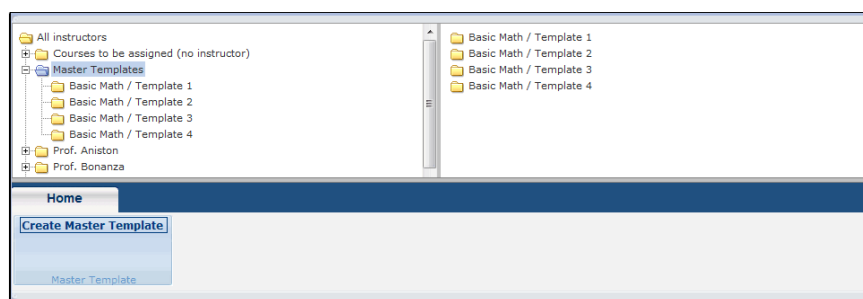 All instructors
Courses to be assigned (no instructor)
Master Templates
Basic Math / Template 1
Basic Math / Template 2
Basic Math / Template 3
Basic Math / Template 4
Prof. Aniston
Prof. Bonanza
Basic Math / Template 1
Basic Math / Template 2
Basic Math / Template 3
Basic Math / Template 4
Home
Create Master Template
Master Template